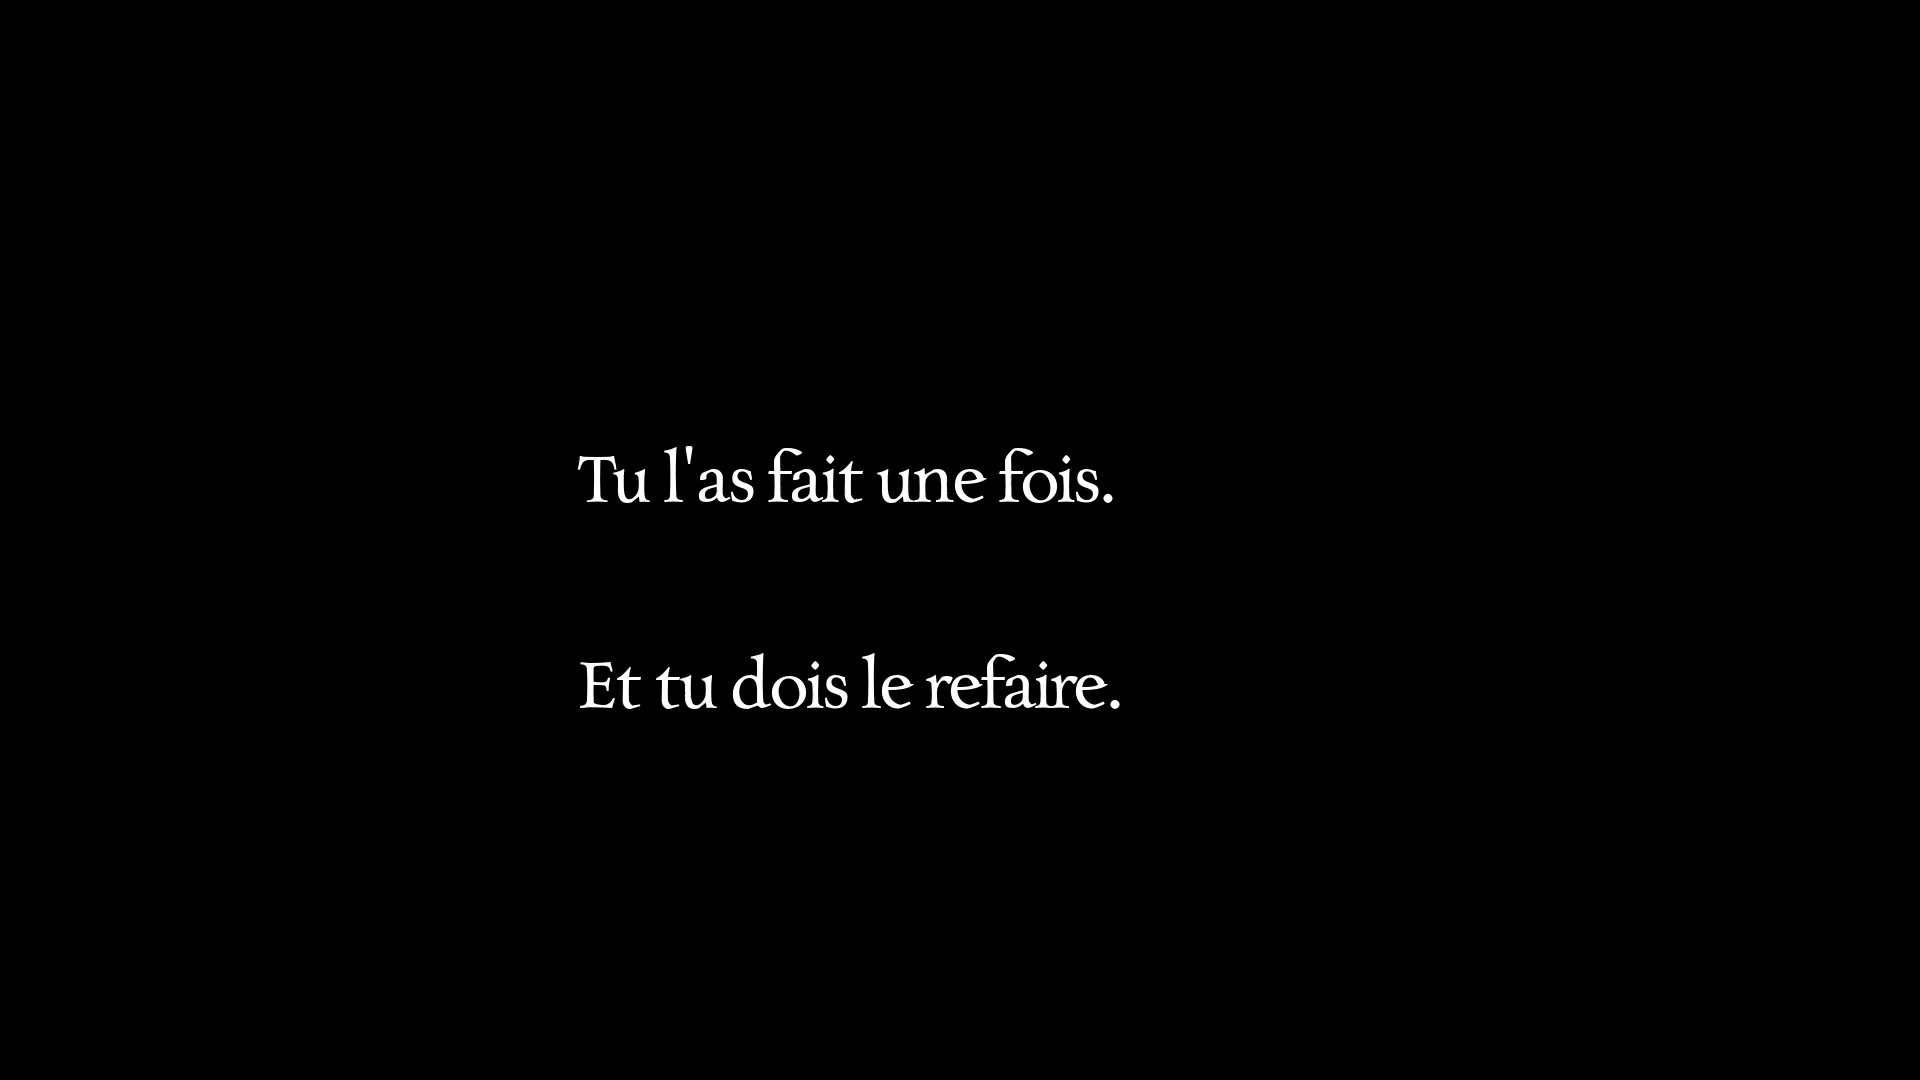 Tu l'as fait une fois.
Et tu dois le refaire.